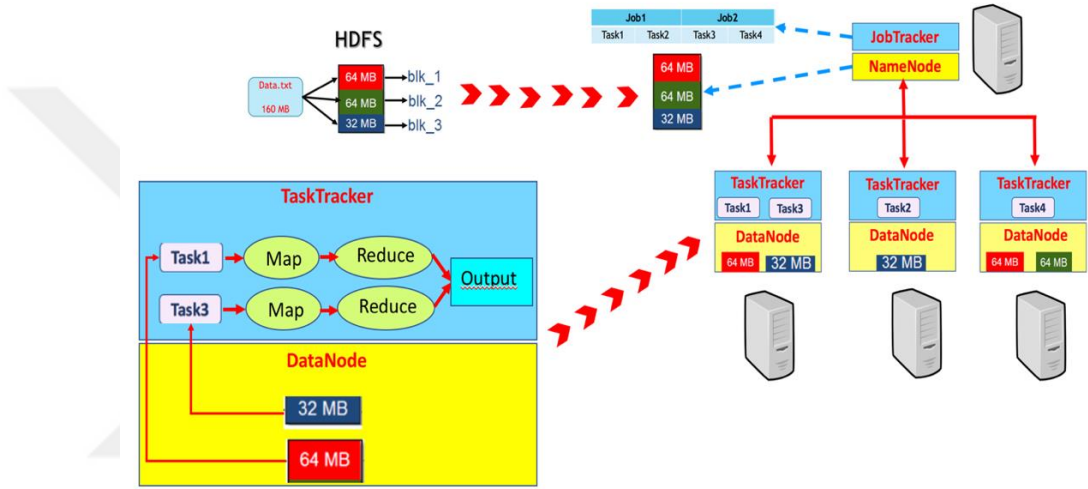 Job1 Job2
Task1 Task2 Task3 Task4
JobTracker
NameNode
HDFS
Data.txt
160 MB
64 MB
64 MB
32 MB
blk_1
blk_2
blk_3
64 MB
64 MB
32 MB
TaskTracker
Task1 Task3
DataNode
64 MB 32 MB
TaskTracker
Task2
DataNode
32 MB
TaskTracker
Task4
DataNode
64 MB 64 MB
TaskTracker
Task1 Map Reduce
Output
Task3 Map Reduce
DataNode
32 MB
64 MB